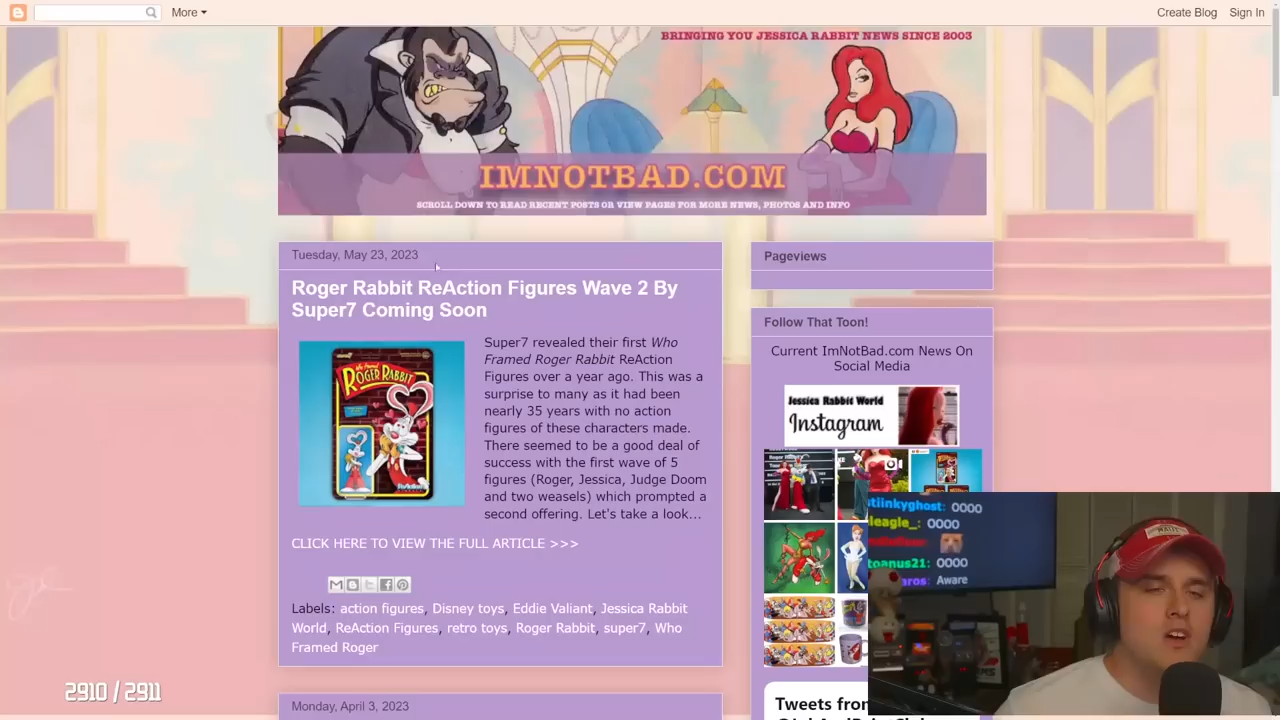 More
Create Blog
Sign In
BRINGING YOU JESSICA RABBIT NEWS SINCE 2003
IMNOTBAD.COM
SCROLL DOWN TO READ RECENT POSTS OR VIEW PAGES FOR MORE NEWS, PHOTOS AND INFO
Tuesday, May 23, 2023
Roger Rabbit ReAction Figures Wave 2 By
Super7 Coming Soon
ROGER RABBIT
Super7 revealed their first Who
Framed Roger Rabbit ReAction
Figures over a year ago. This was a
surprise to many as it had been
nearly 35 years with no action
figures of these characters made.
There seemed to be a good deal of
success with the first wave of 5
figures (Roger, Jessica, Judge Doom
and two weasels) which prompted a
second offering. Let's take a look...
CLICK HERE TO VIEW THE FULL ARTICLE >>>
Labels: action figures, Disney toys, Eddie Valiant, Jessica Rabbit
World, ReAction Figures, retro toys, Roger Rabbit, super7, Who
Framed Roger
Monday, April 3, 2023
Pageviews
Follow That Toon!
Current ImNotBad.com News On
Social Media
Jessica Rabbit World
Instagram
Tweets from
tiinkyghost: 0000
league_: 0000
toanus21: 0000
aros: Aware
2910 / 2911